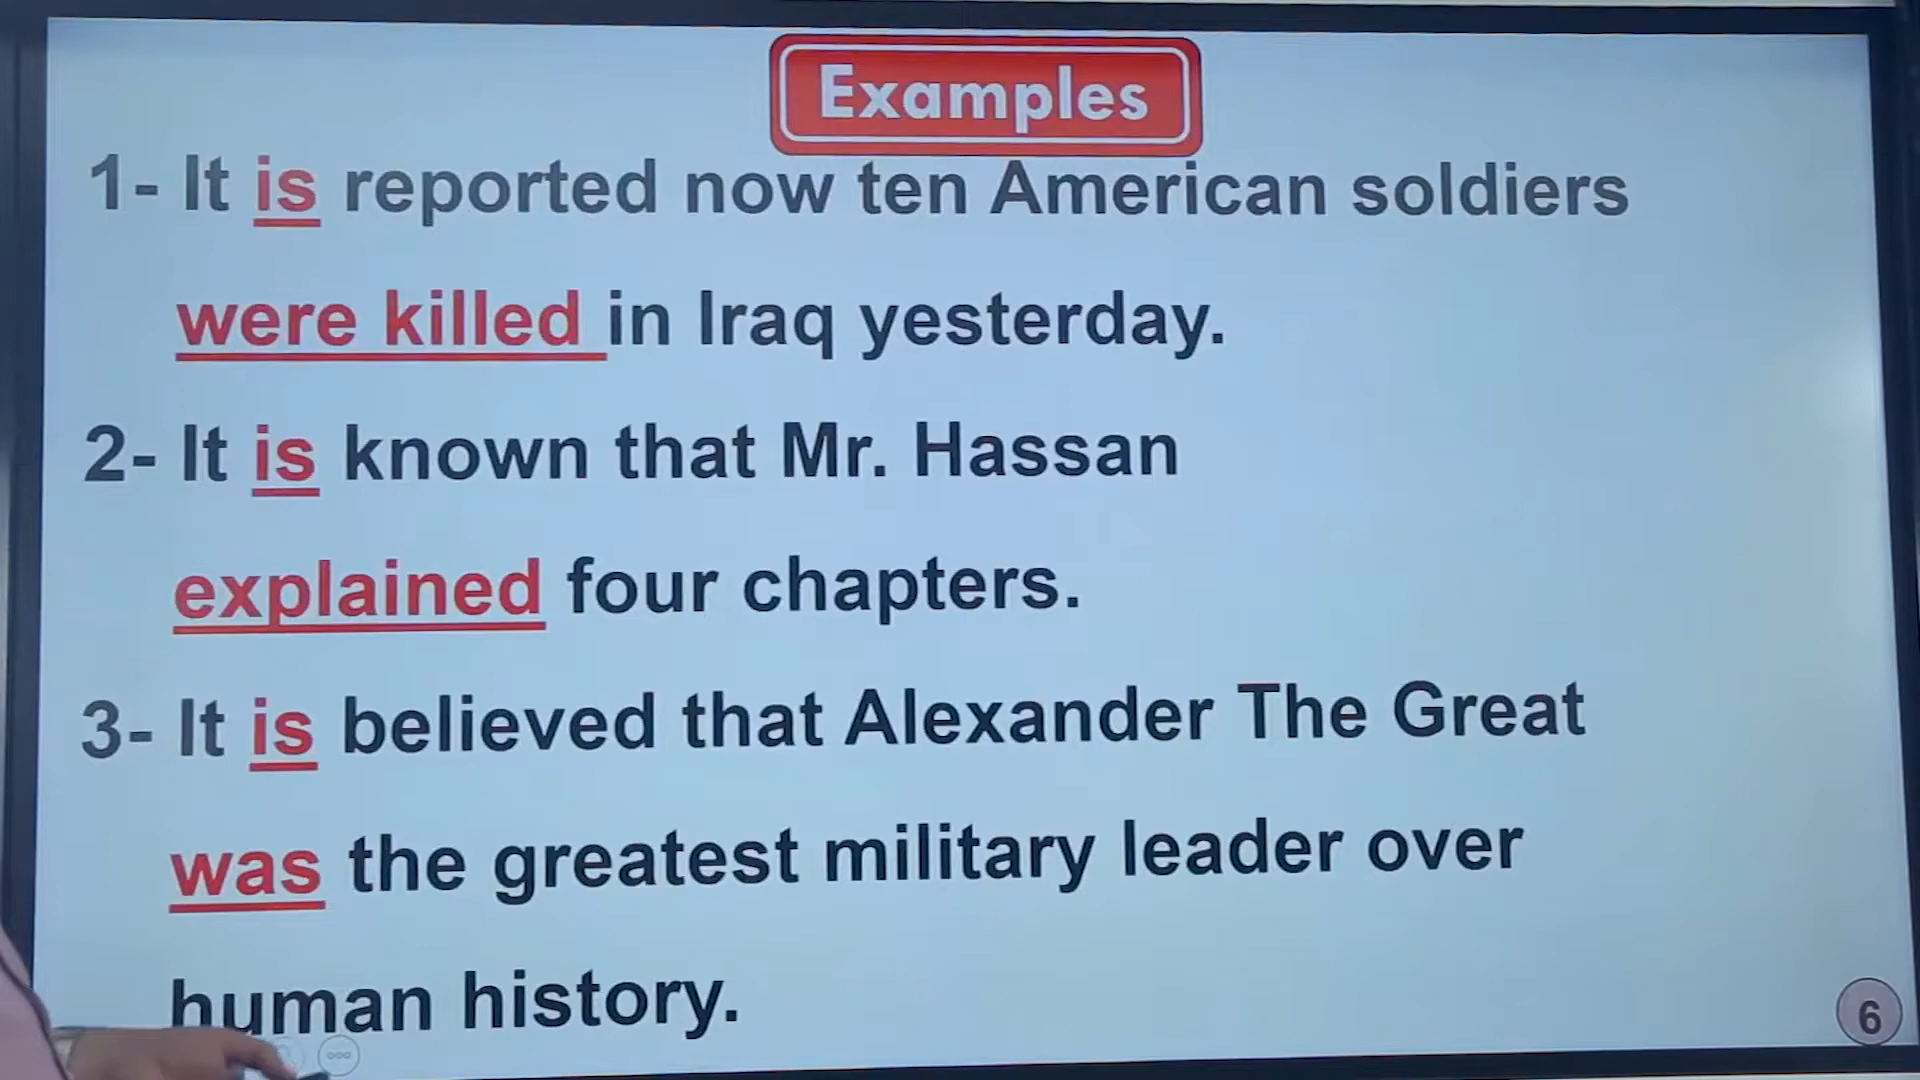 Examples
1- It is reported now ten American soldiers
were killed in Iraq yesterday.
2- It is known that Mr. Hassan
explained four chapters.
3- It is believed that Alexander The Great
was the greatest military leader over
human history.
6